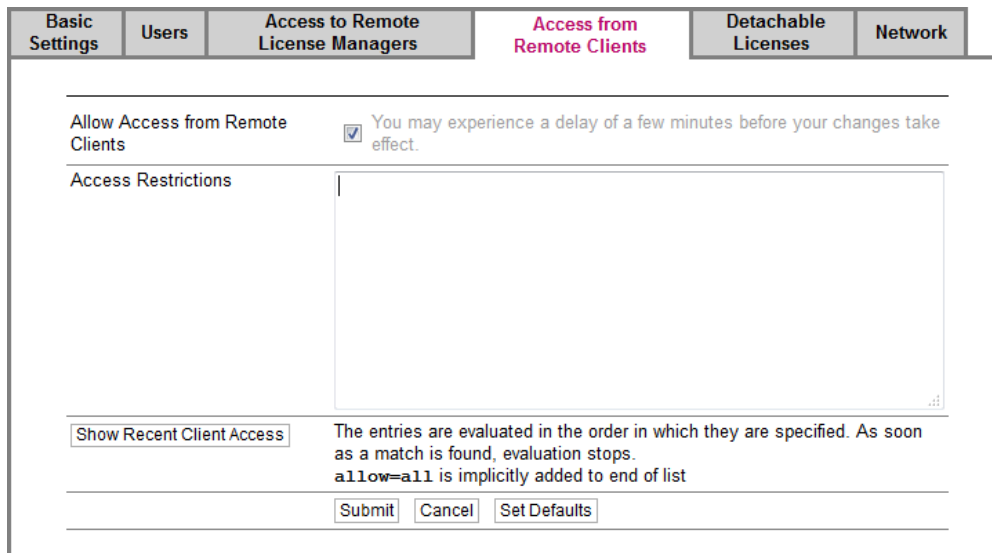 Basic
Settings
Users
Access to Remote
License Managers
Access from
Remote Clients
Detachable
Licenses
Network
Allow Access from Remote
Clients
You may experience a delay of a few minutes before your changes take
effect.
Access Restrictions
Show Recent Client Access
The entries are evaluated in the order in which they are specified. As soon
as a match is found, evaluation stops.
allow=all is implicitly added to end of list
Submit
Cancel
Set Defaults